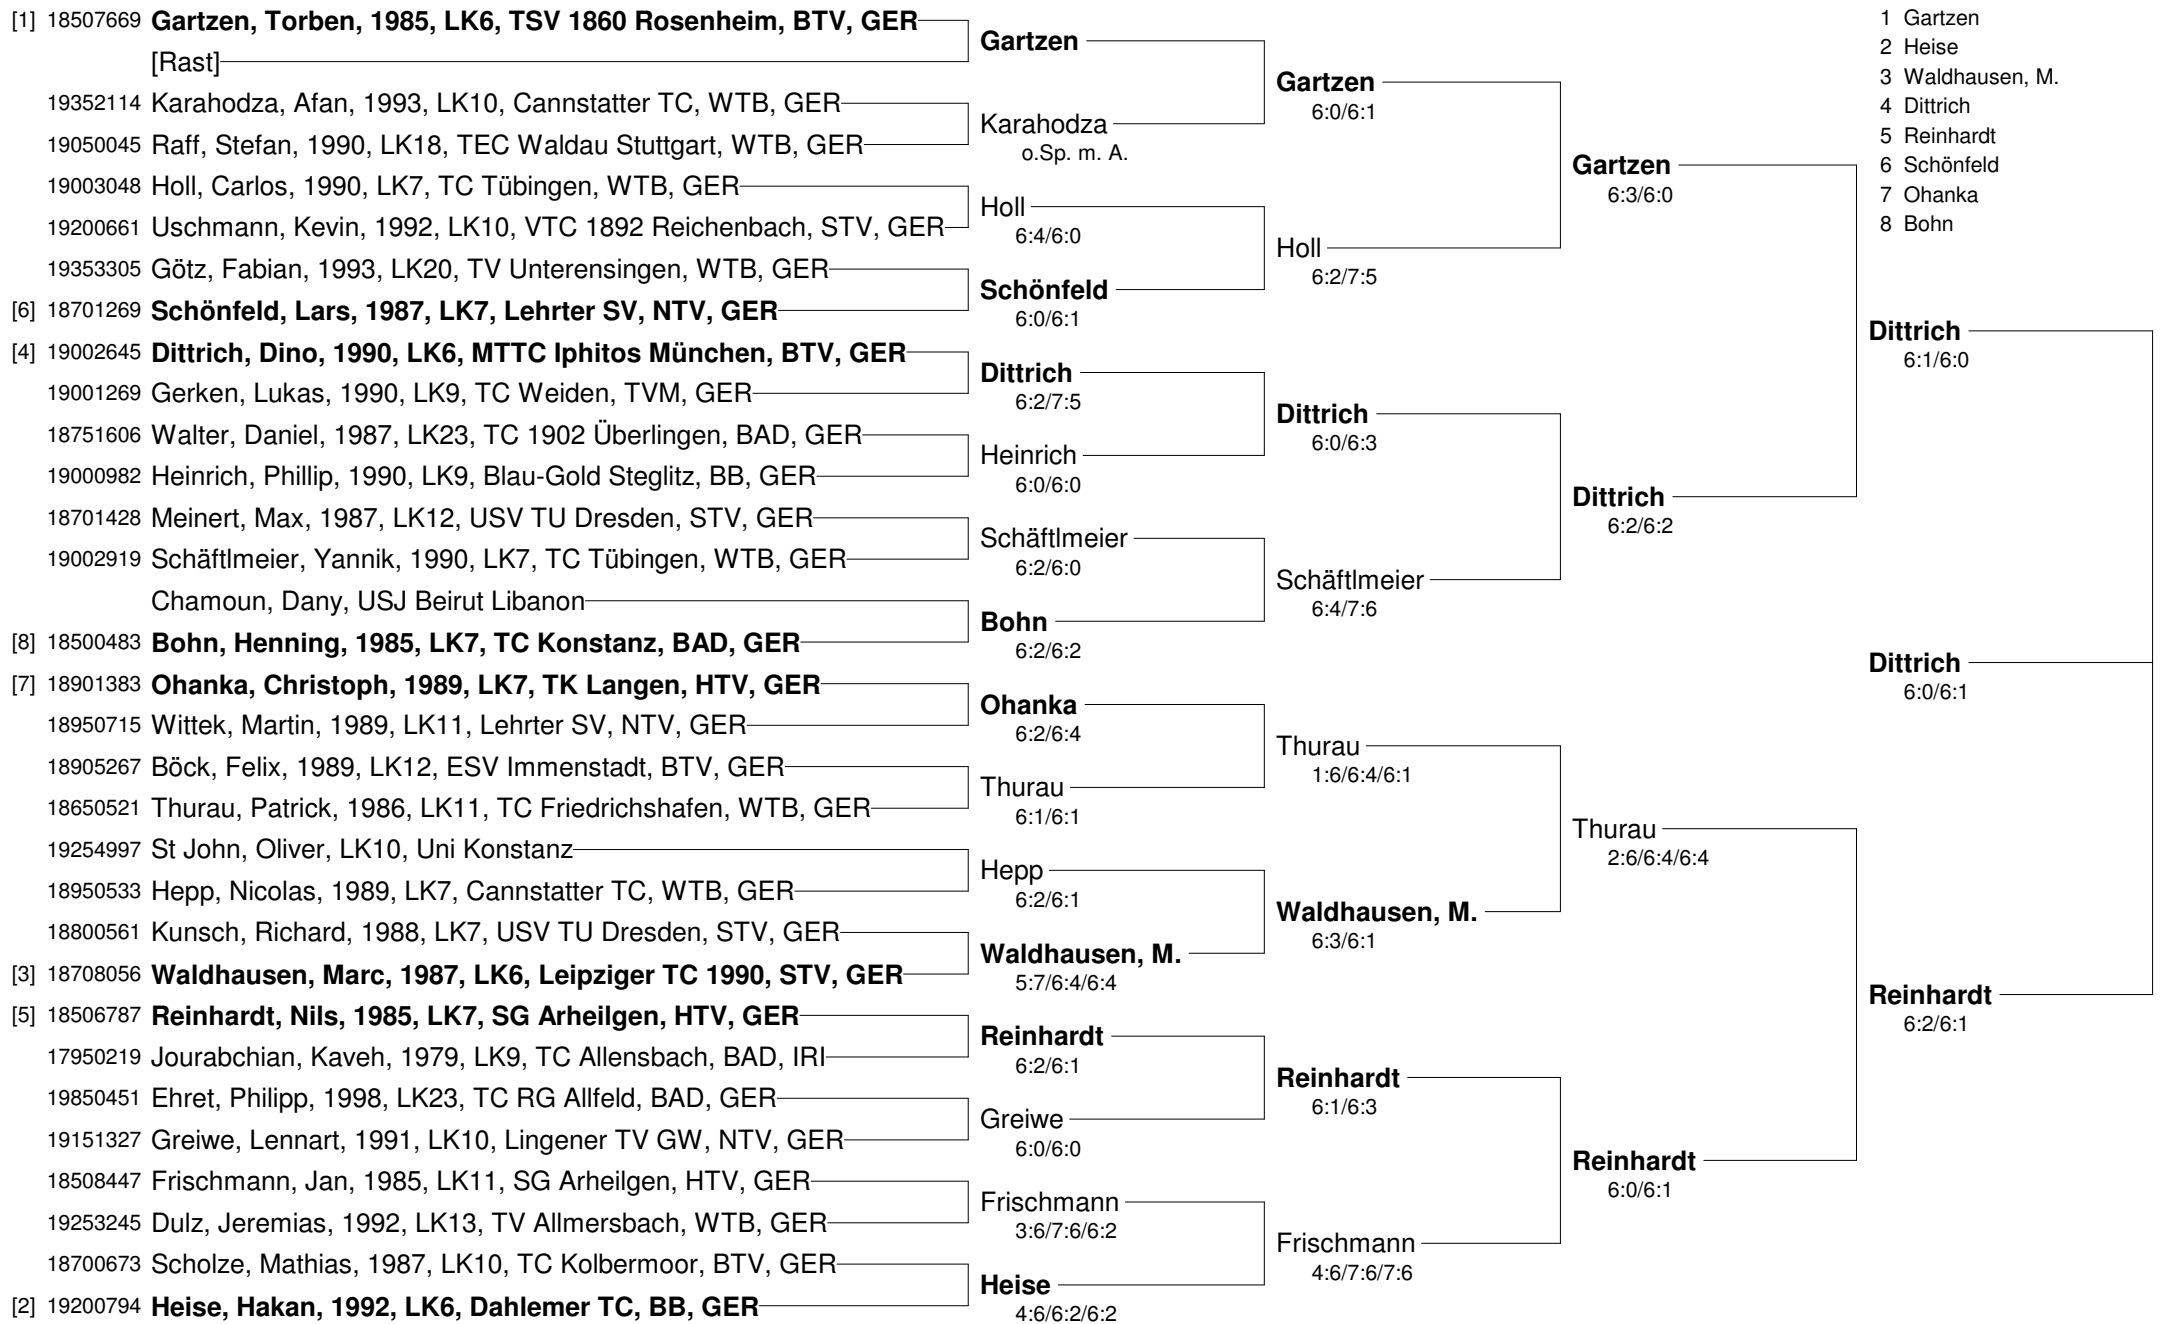 [1] 18507669 Gartzen, Torben, 1985, LK6, TSV 1860 Rosenheim, BTV, GER
[Rast]
19352114 Karahodza, Afan, 1993, LK10, Cannstatter TC, WTB, GER
19050045 Raff, Stefan, 1990, LK18, TEC Waldau Stuttgart, WTB, GER
19003048 Holl, Carlos, 1990, LK7, TC Tübingen, WTB, GER
19200661 Uschmann, Kevin, 1992, LK10, VTC 1892 Reichenbach, STV, GER
19353305 Götz, Fabian, 1993, LK20, TV Unterensingen, WTB, GER
[6] 18701269 Schönfeld, Lars, 1987, LK7, Lehrter SV, NTV, GER
[4] 19002645 Dittrich, Dino, 1990, LK6, MTTC Iphitos München, BTV, GER
19001269 Gerken, Lukas, 1990, LK9, TC Weiden, TVM, GER
18751606 Walter, Daniel, 1987, LK23, TC 1902 Überlingen, BAD, GER
19000982 Heinrich, Phillip, 1990, LK9, Blau-Gold Steglitz, BB, GER
18701428 Meinert, Max, 1987, LK12, USV TU Dresden, STV, GER
19002919 Schäftlmeier, Yannik, 1990, LK7, TC Tübingen, WTB, GER
Chamoun, Dany, USJ Beirut Libanon
[8] 18500483 Bohn, Henning, 1985, LK7, TC Konstanz, BAD, GER
[7] 18901383 Ohanka, Christoph, 1989, LK7, TK Langen, HTV, GER
18950715 Wittek, Martin, 1989, LK11, Lehrter SV, NTV, GER
18905267 Böck, Felix, 1989, LK12, ESV Immenstadt, BTV, GER
18650521 Thurau, Patrick, 1986, LK11, TC Friedrichshafen, WTB, GER
19254997 St John, Oliver, LK10, Uni Konstanz
18950533 Hepp, Nicolas, 1989, LK7, Cannstatter TC, WTB, GER
18800561 Kunsch, Richard, 1988, LK7, USV TU Dresden, STV, GER
[3] 18708056 Waldhausen, Marc, 1987, LK6, Leipziger TC 1990, STV, GER
[5] 18506787 Reinhardt, Nils, 1985, LK7, SG Arheilgen, HTV, GER
17950219 Jourabchian, Kaveh, 1979, LK9, TC Allensbach, BAD, IRI
19850451 Ehret, Philipp, 1998, LK23, TC RG Allfeld, BAD, GER
19151327 Greiwe, Lennart, 1991, LK10, Lingener TV GW, NTV, GER
18508447 Frischmann, Jan, 1985, LK11, SG Arheilgen, HTV, GER
19253245 Dulz, Jeremias, 1992, LK13, TV Allmersbach, WTB, GER
18700673 Scholze, Mathias, 1987, LK10, TC Kolbermoor, BTV, GER
[2] 19200794 Heise, Hakan, 1992, LK6, Dahlemer TC, BB, GER
Gartzen
Karahodza
o.Sp. m. A.
Holl
6:4/6:0
Schönfeld
6:0/6:1
Dittrich
6:2/7:5
Heinrich
6:0/6:0
Schäftlmeier
6:2/6:0
Bohn
6:2/6:2
Ohanka
6:2/6:4
Thurau
6:1/6:1
Hepp
6:2/6:1
Waldhausen, M.
5:7/6:4/6:4
Reinhardt
6:2/6:1
Greiwe
6:0/6:0
Frischmann
3:6/7:6/6:2
Heise
4:6/6:2/6:2
Gartzen
6:0/6:1
Holl
6:2/7:5
Dittrich
6:0/6:3
Schäftlmeier
6:4/7:6
Thurau
1:6/6:4/6:1
Waldhausen, M.
6:3/6:1
Reinhardt
6:1/6:3
Frischmann
4:6/7:6/7:6
Gartzen
6:3/6:0
Dittrich
6:2/6:2
Thurau
2:6/6:4/6:4
Reinhardt
6:0/6:1
1 Gartzen
2 Heise
3 Waldhausen, M.
4 Dittrich
5 Reinhardt
6 Schönfeld
7 Ohanka
8 Bohn
Dittrich
6:1/6:0
Dittrich
6:0/6:1
Reinhardt
6:2/6:1